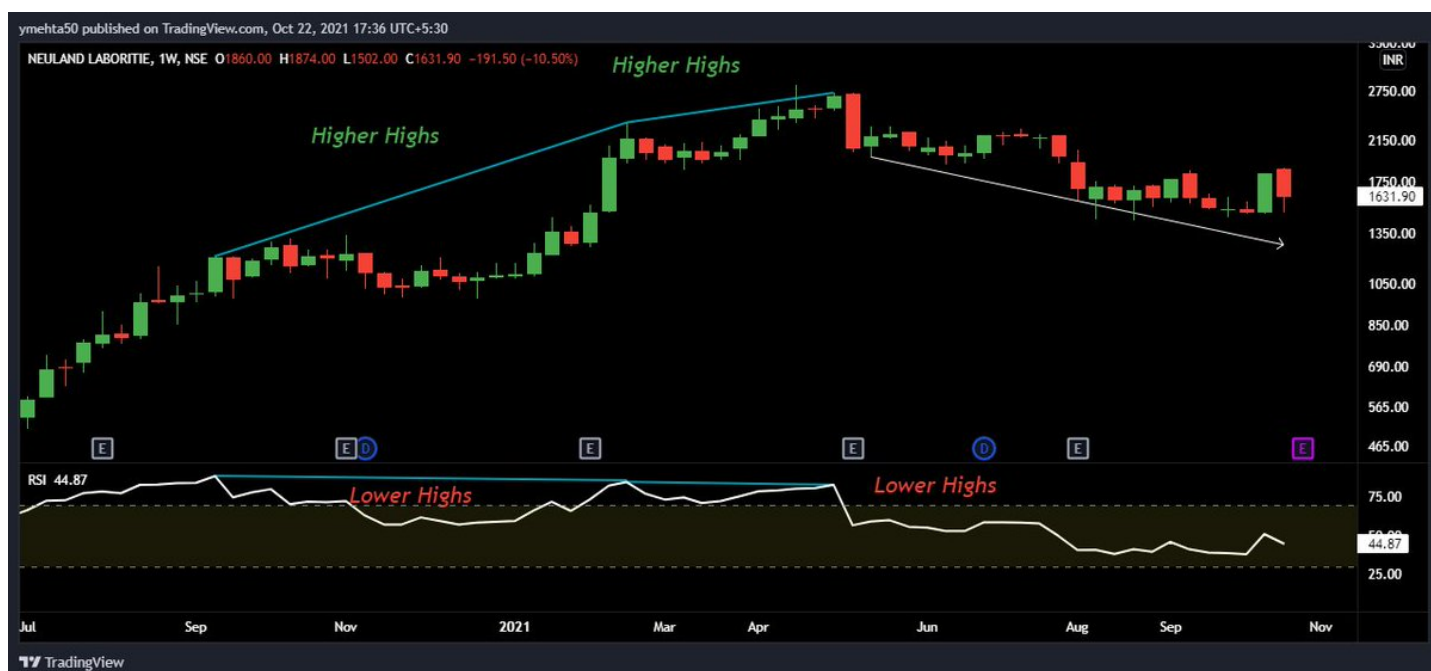 ymehta50 published on TradingView.com, Oct 22, 2021 17:36 UTC+5:30
NEULAND LABORITIE, 1W, NSE O1860.00 H1874.00 L1502.00 C1631.90 −191.50 (−10.50%)
Higher Highs
Higher Highs
3500.00
INR
2750.00
2150.00
1750.00
1631.90
1350.00
1050.00
850.00
690.00
565.00
465.00
E
E
D
E
E
D
E
E
RSI 44.87
Lower Highs
Lower Highs
75.00
50.00
44.87
25.00
Jul Sep Nov 2021 Mar Apr Jun Aug Sep Nov
TradingView